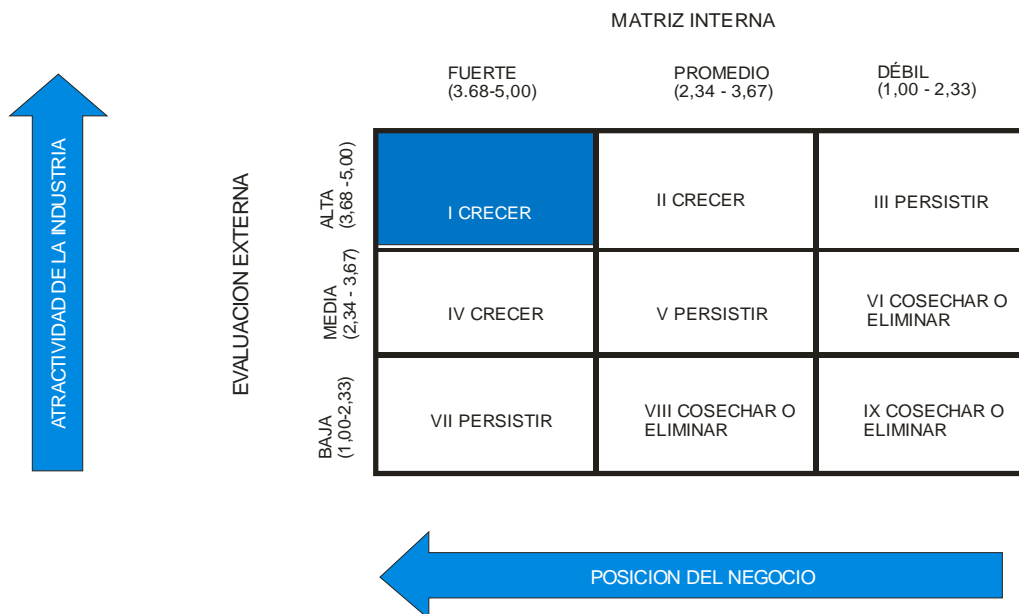 MATRIZ INTERNA
FUERTE
(3.68-5,00)
PROMEDIO
(2,34 - 3,67)
DÉBIL
(1,00 - 2,33)
ATRACTIVIDAD DE LA INDUSTRIA
EVALUACION EXTERNA
ALTA
(3,68 -5,00)
I CRECER
II CRECER
III PERSISTIR
MEDIA
(2,34 - 3,67)
IV CRECER
V PERSISTIR
VI COSECHAR O
ELIMINAR
BAJA
(1,00-2,33)
VII PERSISTIR
VIII COSECHAR O
ELIMINAR
IX COSECHAR O
ELIMINAR
POSICION DEL NEGOCIO